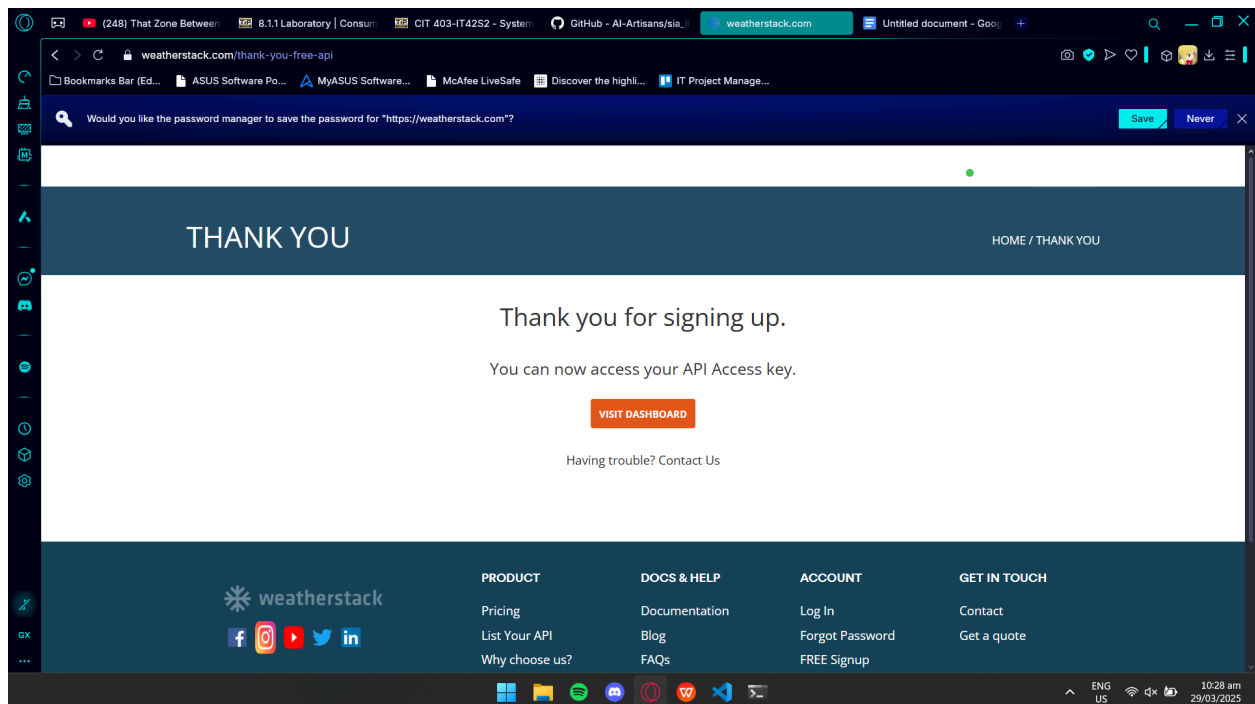 (248) That Zone Between
8.1.1 Laboratory | Consum
CIT 403-IT42S2 - System
GitHub - AI-Artisans/sia_
weatherstack.com
Untitled document - Goog
weatherstack.com/thank-you-free-api
Bookmarks Bar (Ed...
ASUS Software Po...
MyASUS Software...
McAfee LiveSafe
Discover the highli...
IT Project Manage...
Would you like the password manager to save the password for "https://weatherstack.com"?
Save
Never
THANK YOU
HOME / THANK YOU
Thank you for signing up.
You can now access your API Access key.
VISIT DASHBOARD
Having trouble? Contact Us
weatherstack
PRODUCT
Pricing
List Your API
Why choose us?
DOCS & HELP
Documentation
Blog
FAQs
ACCOUNT
Log In
Forgot Password
FREE Signup
GET IN TOUCH
Contact
Get a quote
GX
ENG
US
10:28 am
29/03/2025